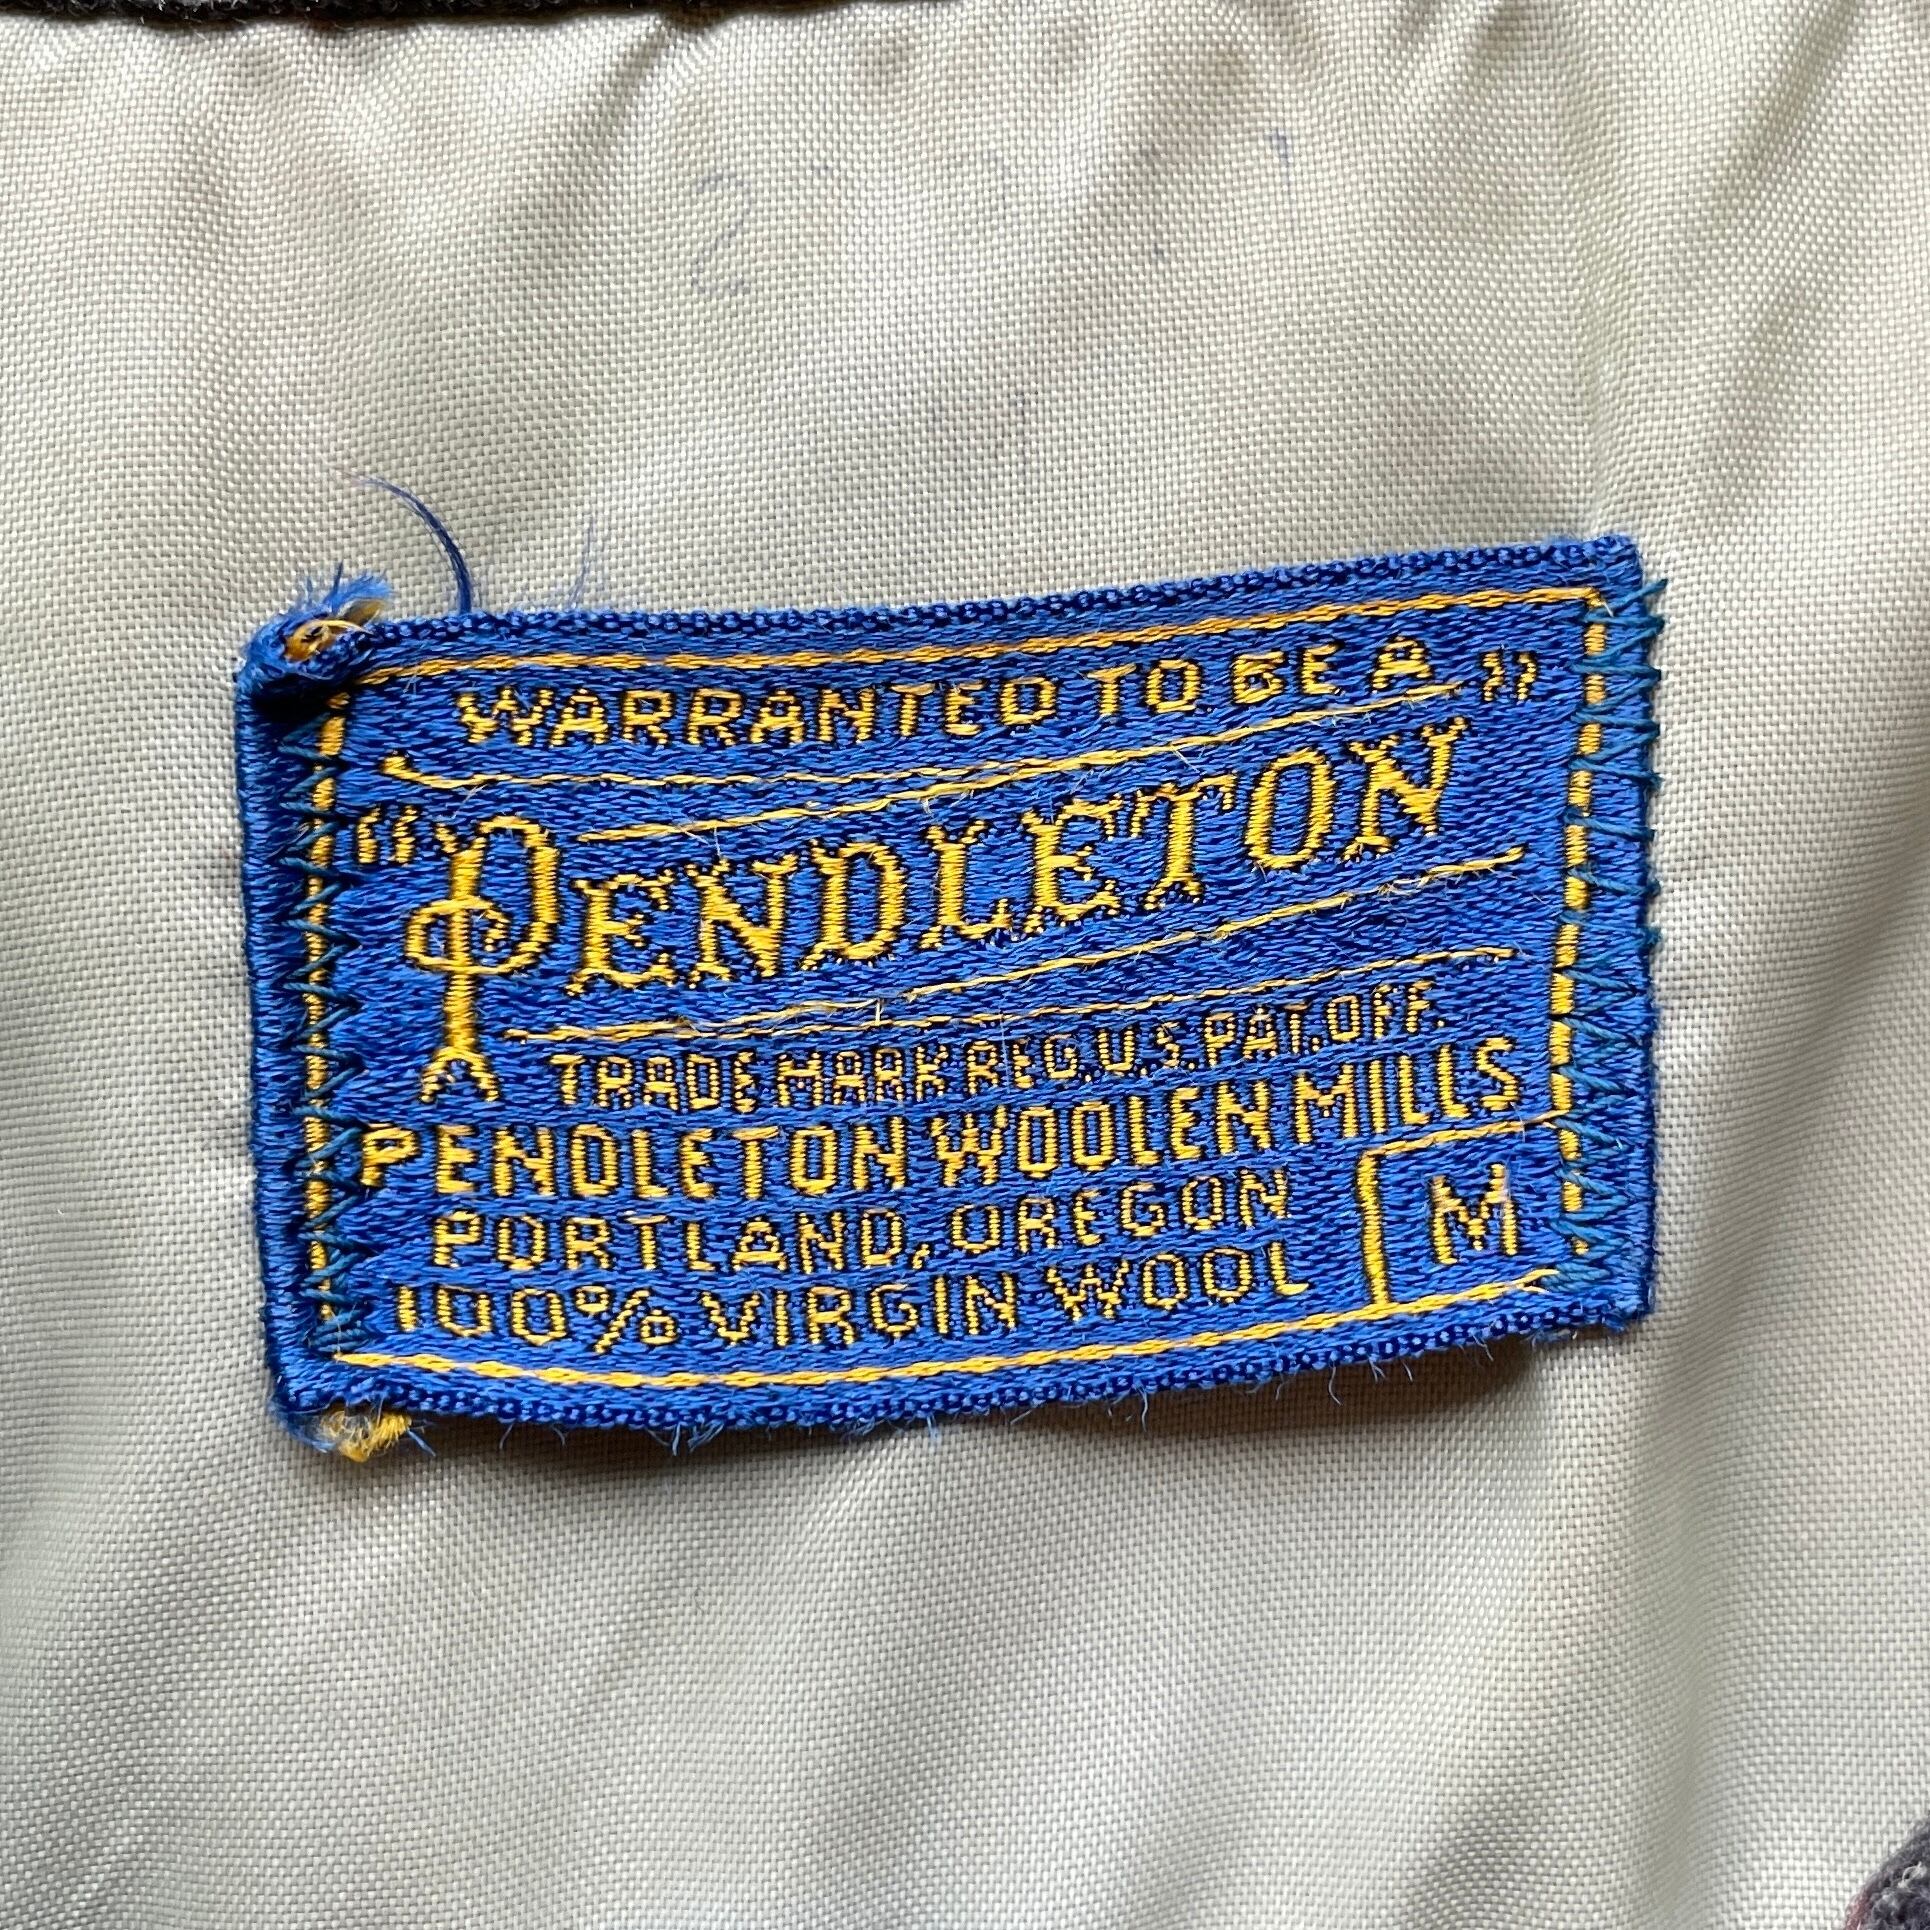 WARRANTED TO BE A
“PENDLETON”
TRADE MARK REG. U.S. PAT. OFF.
PENDLETON WOOLEN MILLS
PORTLAND, OREGON
100% VIRGIN WOOL
M